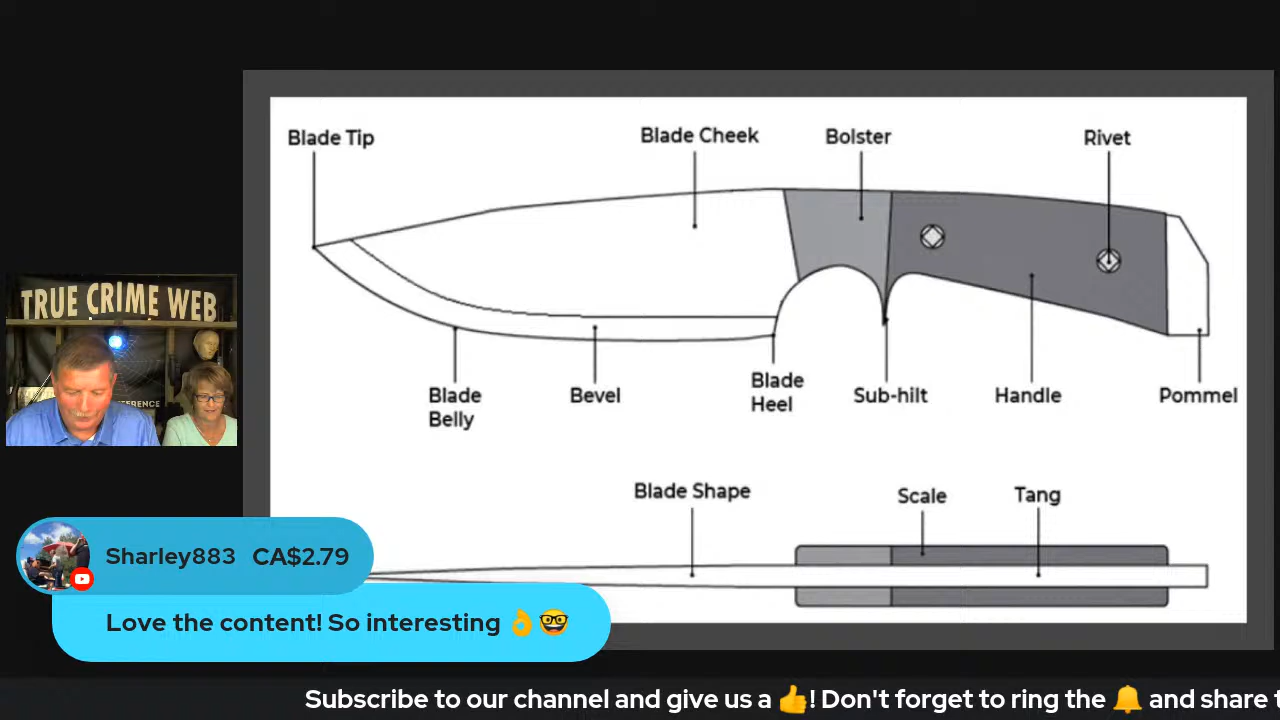 Blade Tip
Blade Cheek
Bolster
Rivet
Blade
Belly
Bevel
Blade
Heel
Sub-hilt
Handle
Pommel
Blade Shape
Scale
Tang
TRUE CRIME WEB
FERENCE
Sharley883 CA$2.79
Love the content! So interesting 👌🤓
Subscribe to our channel and give us a 👍! Don't forget to ring the 🔔 and share t